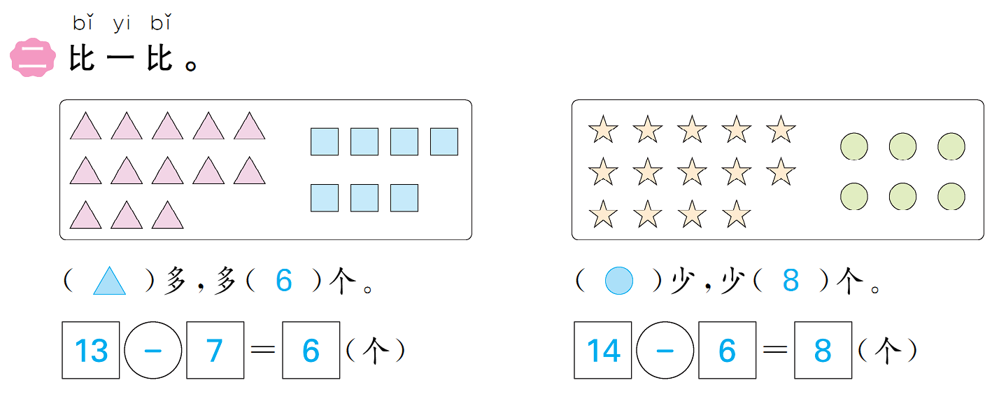 bǐ yi bǐ
二 比一比。
( △ )多,多( 6 )个。
( ○ )少,少( 8 )个。
13 − 7 = 6 (个)
14 − 6 = 8 (个)